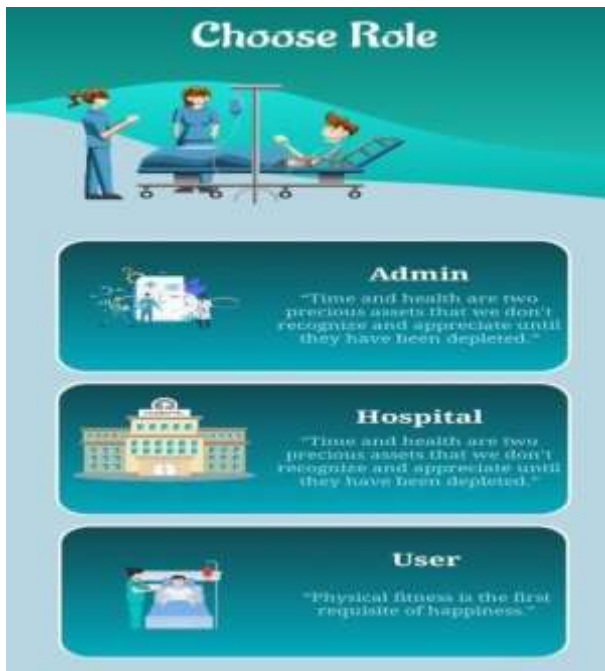 Choose Role
Admin
"Time and health are two
precious assets that we don't
recognize and appreciate until
they have been depleted."
Hospital
"Time and health are two
precious assets that we don't
recognize and appreciate until
they have been depleted."
User
"Physical fitness is the first
requisite of happiness."